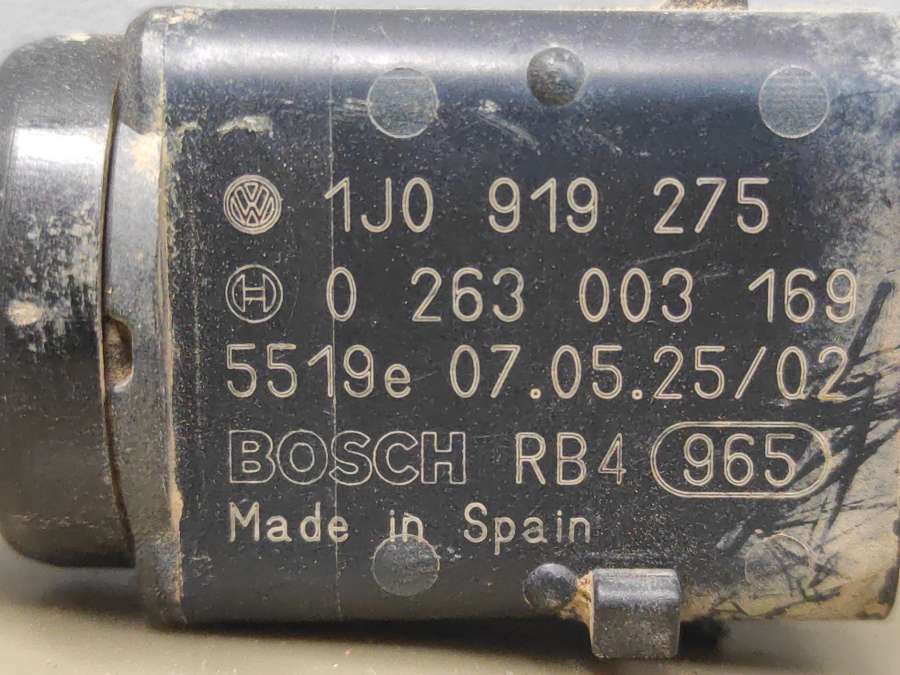 1J0 919 275
0 263 003 169
5519e 07.05.25/02
BOSCH RB4 965
Made in Spain